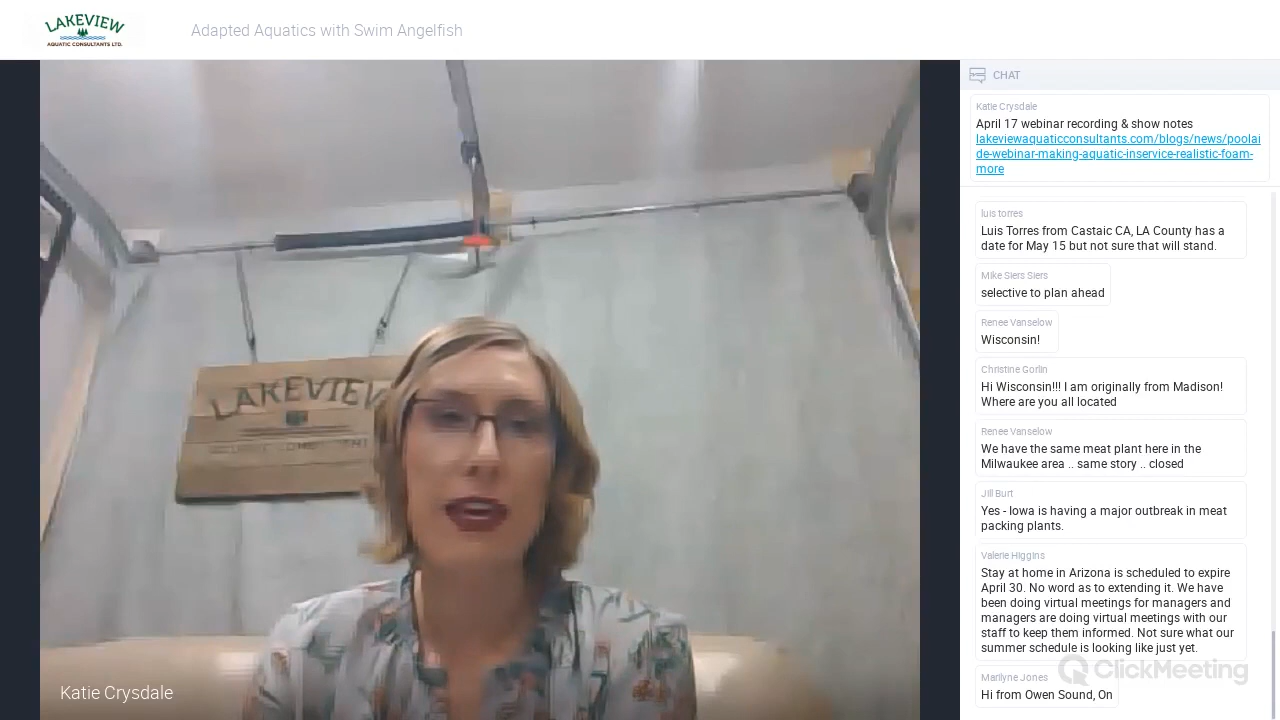 LAKEVIEW
AQUATIC CONSULTANTS LTD.
Adapted Aquatics with Swim Angelfish
LAKEVIEW
Katie Crysdale
CHAT
Katie Crysdale
April 17 webinar recording & show notes
lakeviewaquaticconsultants.com/blogs/news/poolai
de-webinar-making-aquatic-inservice-realistic-foam-
more
luis torres
Luis Torres from Castaic CA, LA County has a
date for May 15 but not sure that will stand.
Mike Siers Siers
selective to plan ahead
Renee Vanselow
Wisconsin!
Christine Gorlin
Hi Wisconsin!!! I am originally from Madison!
Where are you all located
Renee Vanselow
We have the same meat plant here in the
Milwaukee area .. same story .. closed
Jill Burt
Yes - Iowa is having a major outbreak in meat
packing plants.
Valerie Higgins
Stay at home in Arizona is scheduled to expire
April 30. No word as to extending it. We have
been doing virtual meetings for managers and
managers are doing virtual meetings with our
staff to keep them informed. Not sure what our
summer schedule is looking like just yet.
ClickMeeting
Marilyne Jones
Hi from Owen Sound, On